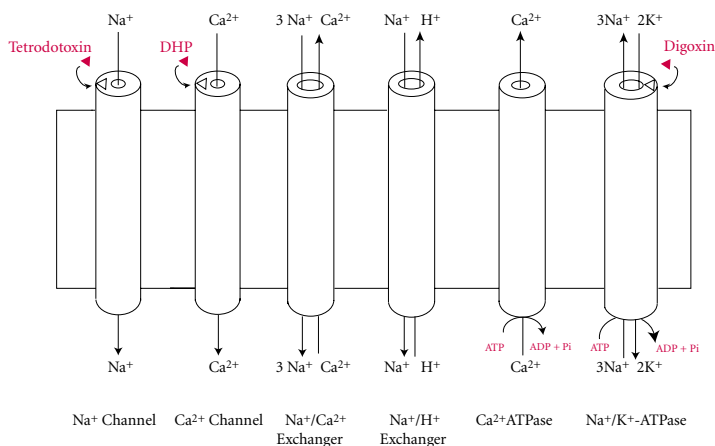 Na⁺ Ca²⁺ 3 Na⁺ Ca²⁺ Na⁺ H⁺ Ca²⁺ 3Na⁺ 2K⁺
Tetrodotoxin DHP Digoxin
ATP ADP + Pi ATP ADP + Pi
Na⁺ Ca²⁺ 3 Na⁺ Ca²⁺ Na⁺ H⁺ Ca²⁺ 3Na⁺ 2K⁺
Na⁺ Channel Ca²⁺ Channel Na⁺/Ca²⁺ Na⁺/H⁺ Ca²⁺ATPase Na⁺/K⁺-ATPase
Exchanger Exchanger